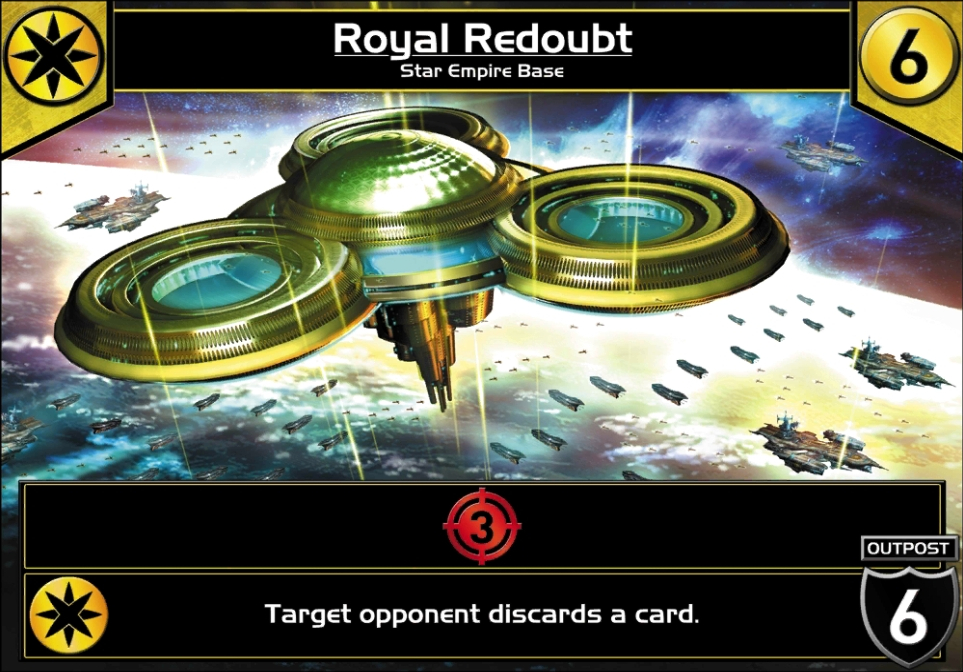 Royal Redoubt
6
Star Empire Base
3
OUTPOST
Target opponent discards a card.
6